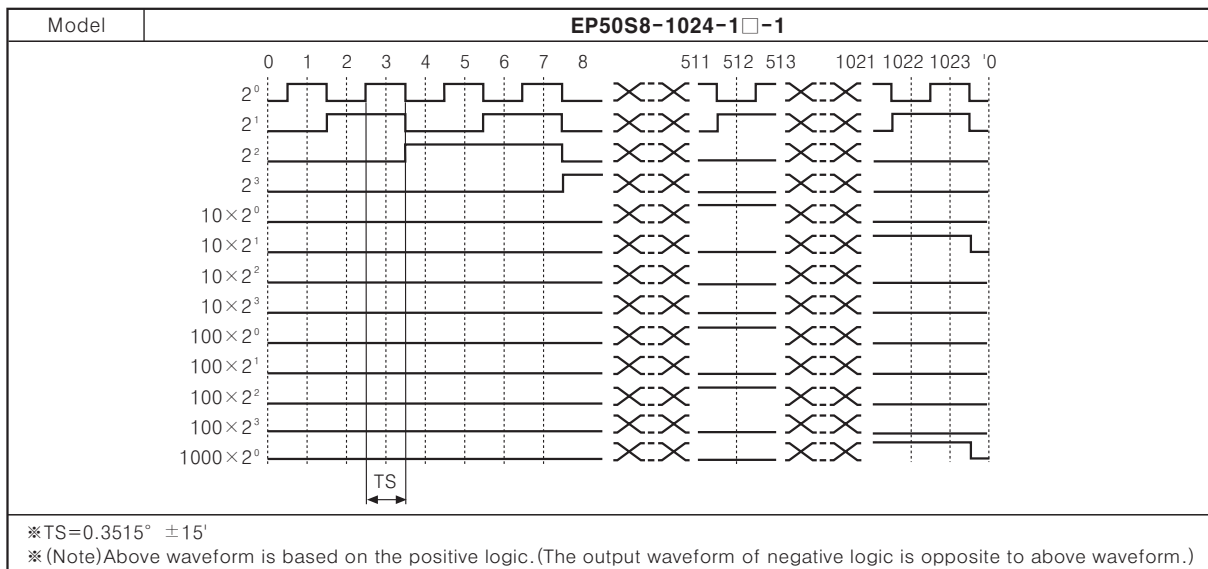 Model EP50S8-1024-1□-1
0 1 2 3 4 5 6 7 8 511 512 513 1021 1022 1023 '0
2⁰
2¹
2²
2³
10×2⁰
10×2¹
10×2²
10×2³
100×2⁰
100×2¹
100×2²
100×2³
1000×2⁰
TS
※TS=0.3515° ±15'
※(Note)Above waveform is based on the positive logic.(The output waveform of negative logic is opposite to above waveform.)